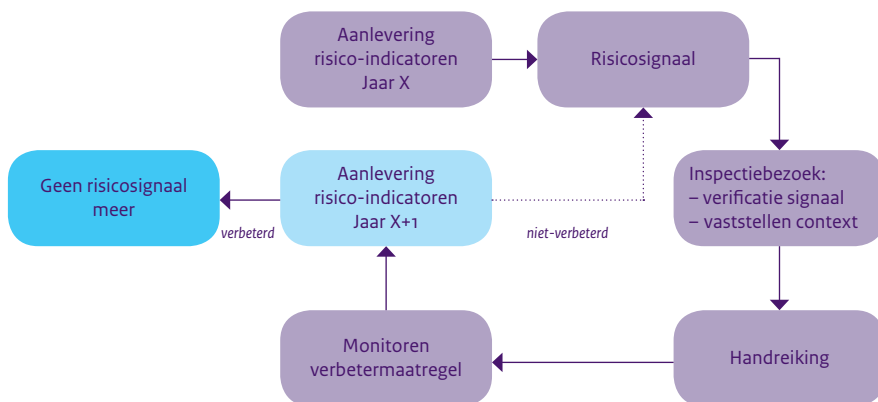 Aanlevering
risico-indicatoren
Jaar X
Risicosignaal
Geen risicosignaal
meer
Aanlevering
risico-indicatoren
Jaar X+1
Inspectiebezoek:
– verificatie signaal
– vaststellen context
verbeterd
niet-verbeterd
Monitoren
verbetermaatregel
Handreiking